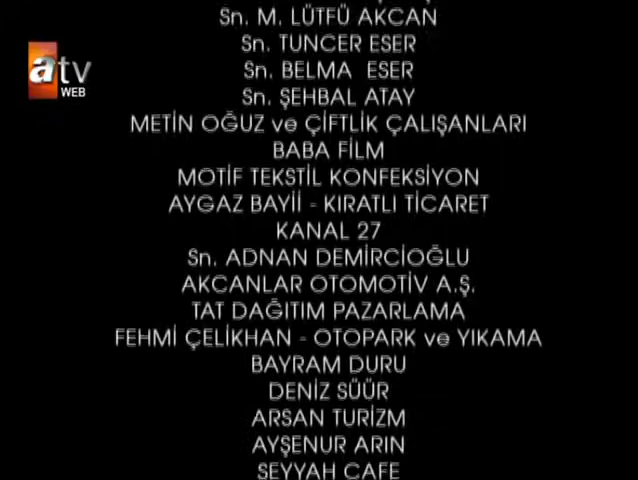 Sn. M. LÜTFÜ AKCAN
Sn. TUNCER ESER
Sn. BELMA ESER
Sn. ŞEHBAL ATAY
METİN OĞUZ ve ÇİFTLİK ÇALIŞANLARI
BABA FİLM
MOTİF TEKSTİL KONFEKSİYON
AYGAZ BAYİİ - KIRATLI TİCARET
KANAL 27
Sn. ADNAN DEMİRCİOĞLU
AKCANLAR OTOMOTİV A.Ş.
TAT DAĞITIM PAZARLAMA
FEHMİ ÇELİKHAN - OTOPARK ve YIKAMA
BAYRAM DURU
DENİZ SÜÜR
ARSAN TURİZM
AYŞENUR ARIN
SEYYAH CAFE
atv
WEB